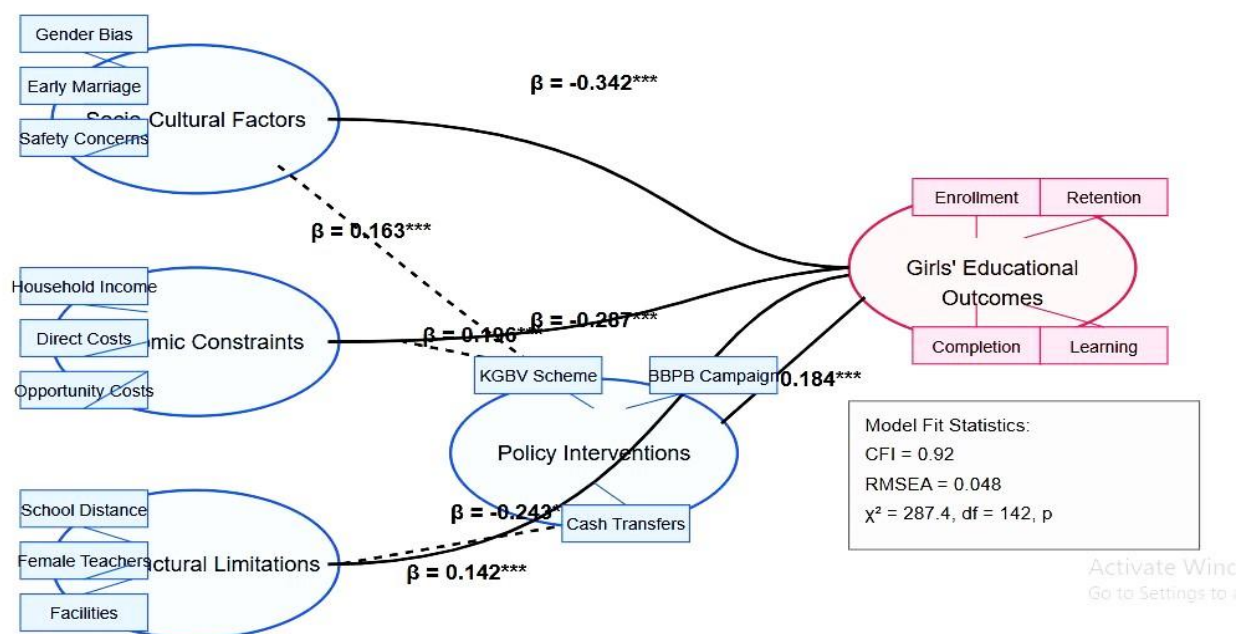 Gender Bias
Early Marriage
Safety Concerns
Cultural Factors
β = -0.342***
β = 0.163***
Household Income
Direct Costs
Opportunity Costs
omic Constraints
β = -0.287***
β = 0.196***
School Distance
Female Teachers
Facilities
ctural Limitations
β = -0.243*
β = 0.142***
KGBV Scheme
BBPB Campaign
Policy Interventions
Cash Transfers
0.184***
Enrollment
Retention
Girls' Educational
Outcomes
Completion
Learning
Model Fit Statistics:
CFI = 0.92
RMSEA = 0.048
χ² = 287.4, df = 142, p
Activate Winc
Go to Settings to a